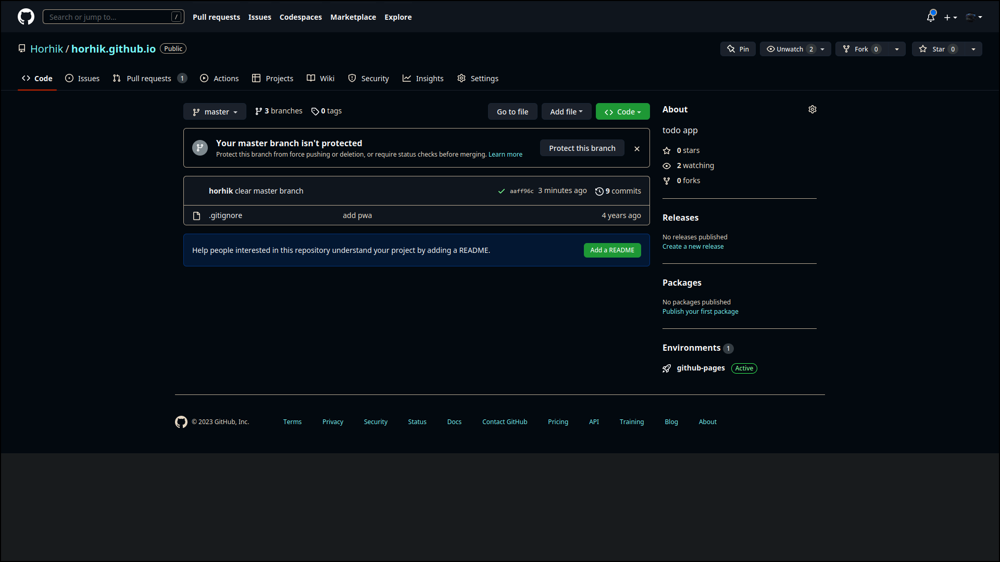 Search or jump to... / Pull requests Issues Codespaces Marketplace Explore
Horhik / horhik.github.io Public Pin Unwatch 2 Fork 0 Star 0
Code Issues Pull requests 1 Actions Projects Wiki Security Insights Settings
master 3 branches 0 tags Go to file Add file Code
Your master branch isn't protected
Protect this branch from force pushing or deletion, or require status checks before merging. Learn more
Protect this branch
horhik clear master branch aaff96c 3 minutes ago 9 commits
.gitignore add pwa 4 years ago
Help people interested in this repository understand your project by adding a README. Add a README
About
todo app
0 stars
2 watching
0 forks
Releases
No releases published
Create a new release
Packages
No packages published
Publish your first package
Environments 1
github-pages Active
© 2023 GitHub, Inc. Terms Privacy Security Status Docs Contact GitHub Pricing API Training Blog About